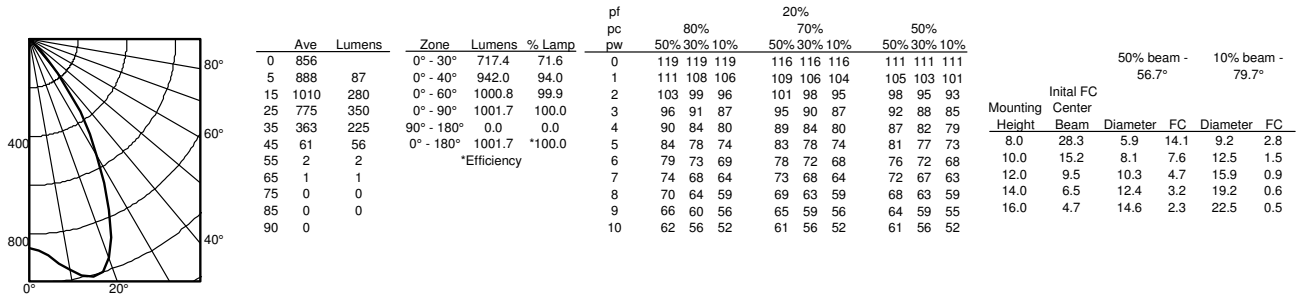 80°
60°
40°
20°
0°
400
800
Ave Lumens
0 856
5 888 87
15 1010 280
25 775 350
35 363 225
45 61 56
55 2 2
65 1 1
75 0 0
85 0 0
90 0
Zone Lumens % Lamp
0° - 30° 717.4 71.6
0° - 40° 942.0 94.0
0° - 60° 1000.8 99.9
0° - 90° 1001.7 100.0
90° - 180° 0.0 0.0
0° - 180° 1001.7 *100.0
*Efficiency
pf 20%
pc 80% 70% 50%
pw 50% 30% 10% 50% 30% 10% 50% 30% 10%
0 119 119 119 116 116 116 111 111 111
1 111 108 106 109 106 104 105 103 101
2 103 99 96 101 98 95 98 95 93
3 96 91 87 95 90 87 92 88 85
4 90 84 80 89 84 80 87 82 79
5 84 78 74 83 78 74 81 77 73
6 79 73 69 78 72 68 76 72 68
7 74 68 64 73 68 64 72 67 63
8 70 64 59 69 63 59 68 63 59
9 66 60 56 65 59 56 64 59 55
10 62 56 52 61 56 52 61 56 52
50% beam - 10% beam -
56.7° 79.7°
Inital FC
Mounting Center
Height Beam Diameter FC Diameter FC
8.0 28.3 5.9 14.1 9.2 2.8
10.0 15.2 8.1 7.6 12.5 1.5
12.0 9.5 10.3 4.7 15.9 0.9
14.0 6.5 12.4 3.2 19.2 0.6
16.0 4.7 14.6 2.3 22.5 0.5